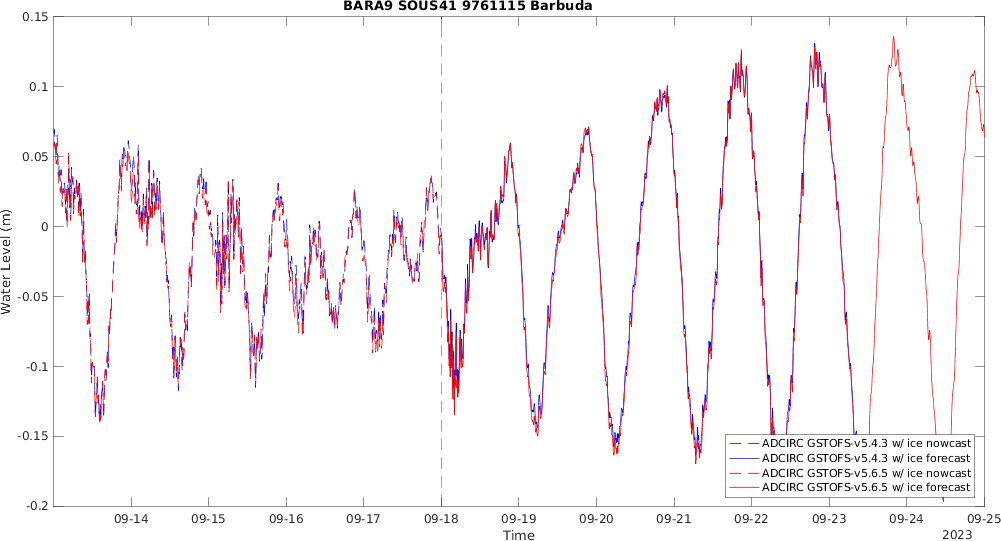 BARA9 SOUS41 9761115 Barbuda
0.15
0.1
0.05
0
-0.05
-0.1
-0.15
-0.2
Water Level (m)
ADCIRC GSTOFS-v5.4.3 w/ ice nowcast
ADCIRC GSTOFS-v5.4.3 w/ ice forecast
ADCIRC GSTOFS-v5.6.5 w/ ice nowcast
ADCIRC GSTOFS-v5.6.5 w/ ice forecast
09-14 09-15 09-16 09-17 09-18 09-19 09-20 09-21 09-22 09-23 09-24 09-25
Time
2023